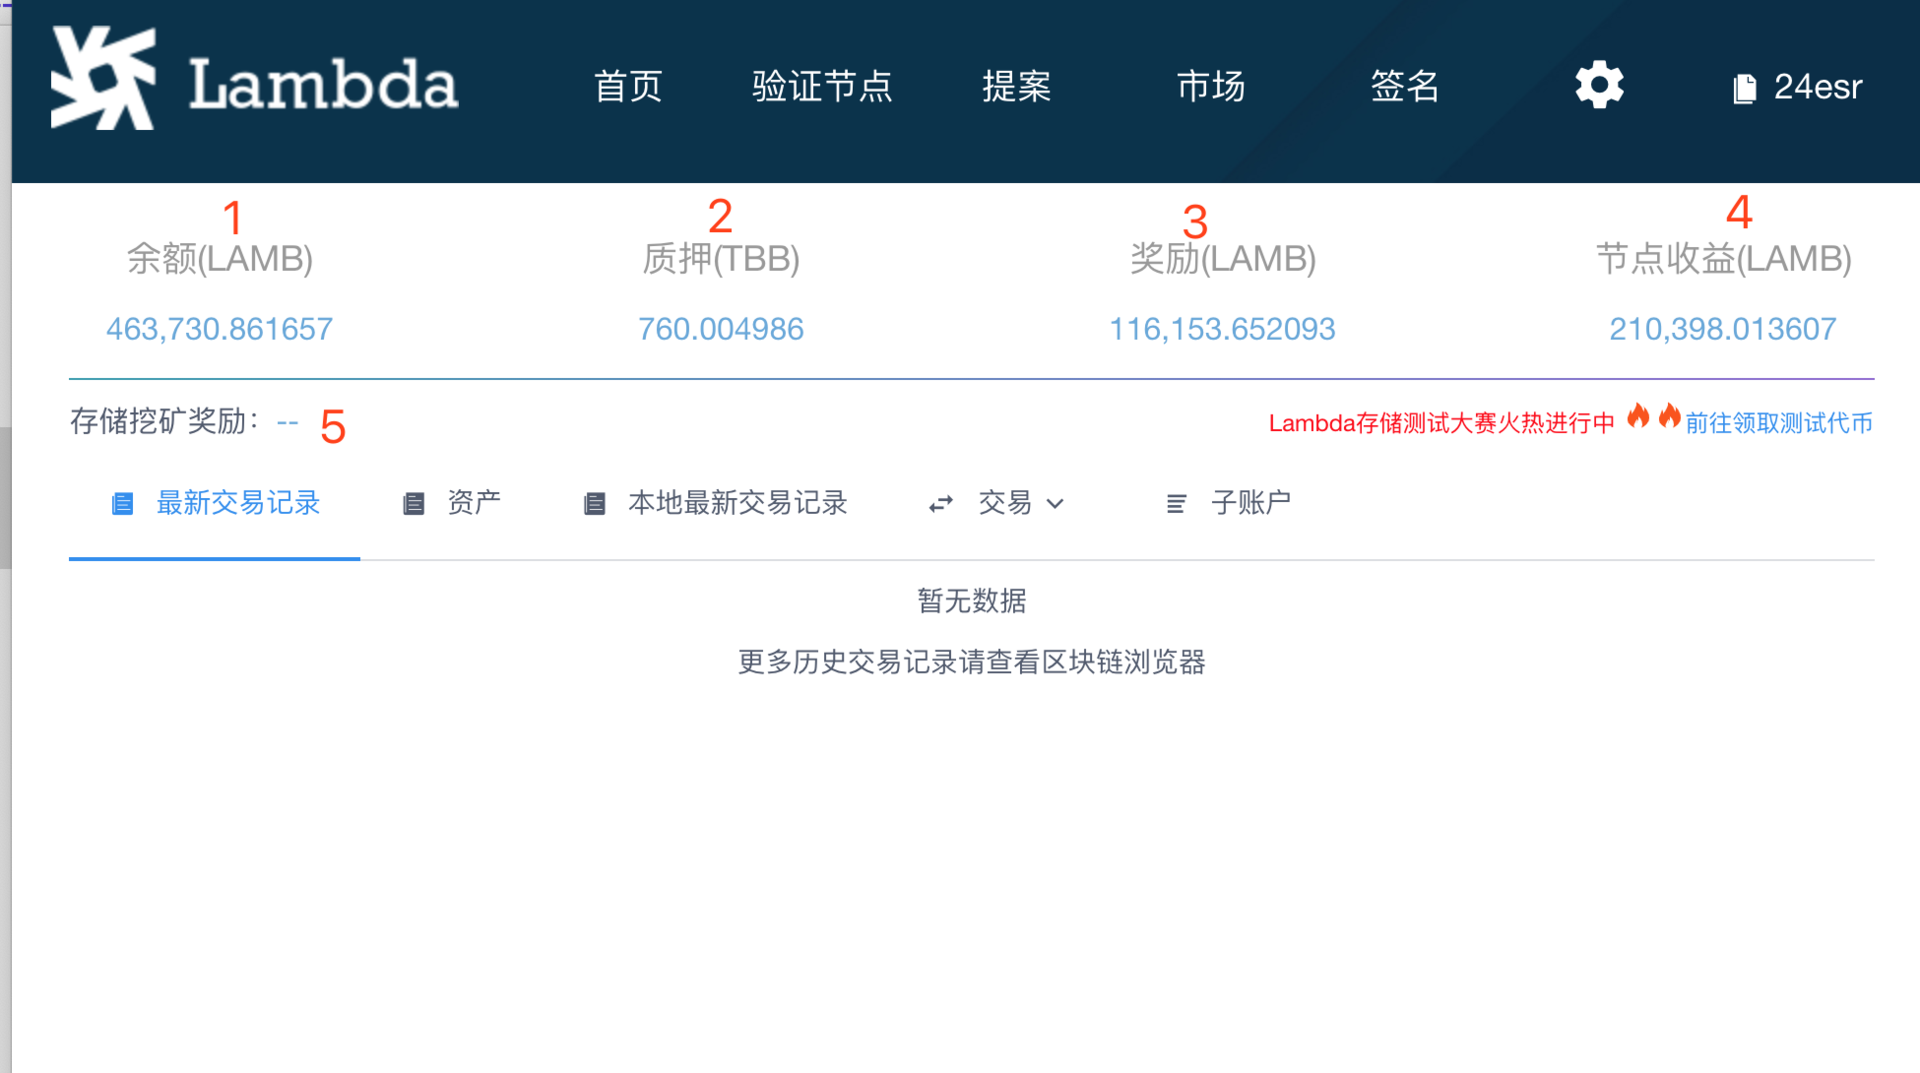 Lambda 首页 验证节点 提案 市场 签名 24esr
1 2 3 4
余额(LAMB) 质押(TBB) 奖励(LAMB) 节点收益(LAMB)
463,730.861657 760.004986 116,153.652093 210,398.013607
存储挖矿奖励: -- 5 Lambda存储测试大赛火热进行中 🔥🔥前往领取测试代币
最新交易记录 资产 本地最新交易记录 交易 子账户
暂无数据
更多历史交易记录请查看区块链浏览器